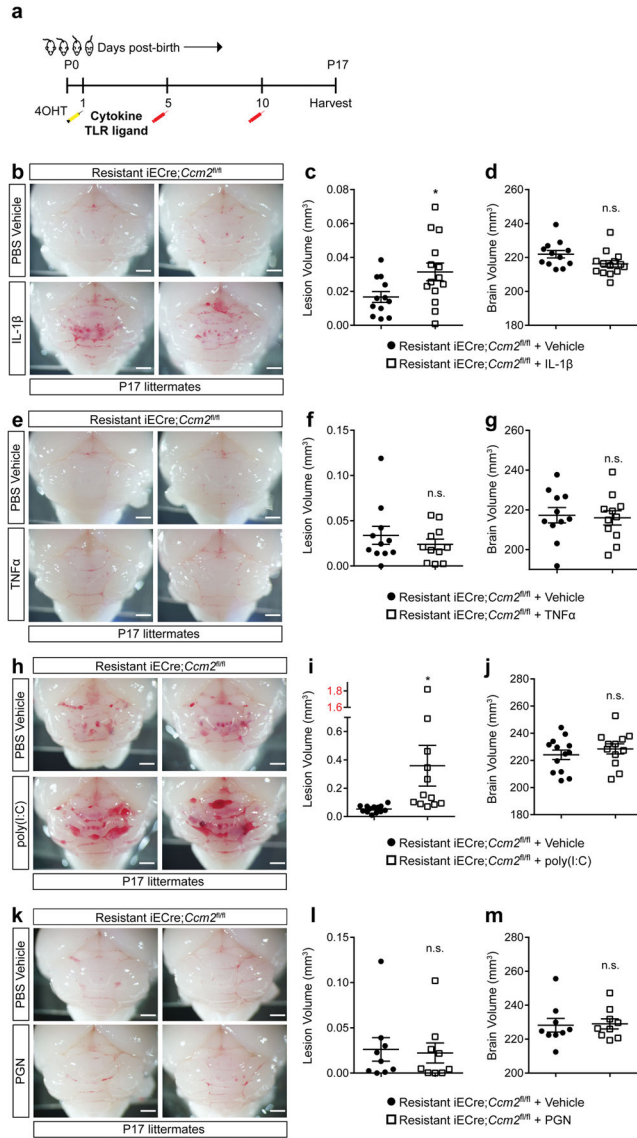 a
Days post-birth
P0
P17
1
5
10
Harvest
4OHT
Cytokine
TLR ligand
b
Resistant iECre;Ccm2fl/fl
PBS Vehicle
IL-1β
P17 littermates
c
Lesion Volume (mm³)
0.08
0.06
0.04
0.02
0.00
*
d
Brain Volume (mm³)
260
240
220
200
180
n.s.
Resistant iECre;Ccm2fl/fl + Vehicle
Resistant iECre;Ccm2fl/fl + IL-1β
e
Resistant iECre;Ccm2fl/fl
PBS Vehicle
TNFα
P17 littermates
f
Lesion Volume (mm³)
0.15
0.10
0.05
0.00
n.s.
g
Brain Volume (mm³)
260
240
220
200
n.s.
Resistant iECre;Ccm2fl/fl + Vehicle
Resistant iECre;Ccm2fl/fl + TNFα
h
Resistant iECre;Ccm2fl/fl
PBS Vehicle
poly(I:C)
P17 littermates
i
Lesion Volume (mm³)
1.8
1.6
0.6
0.4
0.2
0.0
*
j
Brain Volume (mm³)
280
260
240
220
200
n.s.
Resistant iECre;Ccm2fl/fl + Vehicle
Resistant iECre;Ccm2fl/fl + poly(I:C)
k
Resistant iECre;Ccm2fl/fl
PBS Vehicle
PGN
P17 littermates
l
Lesion Volume (mm³)
0.15
0.10
0.05
0.00
n.s.
m
Brain Volume (mm³)
280
260
240
220
200
n.s.
Resistant iECre;Ccm2fl/fl + Vehicle
Resistant iECre;Ccm2fl/fl + PGN